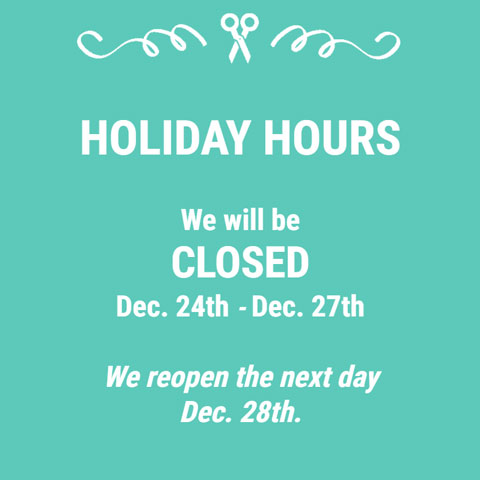 HOLIDAY HOURS
We will be
CLOSED
Dec. 24th - Dec. 27th
We reopen the next day
Dec. 28th.